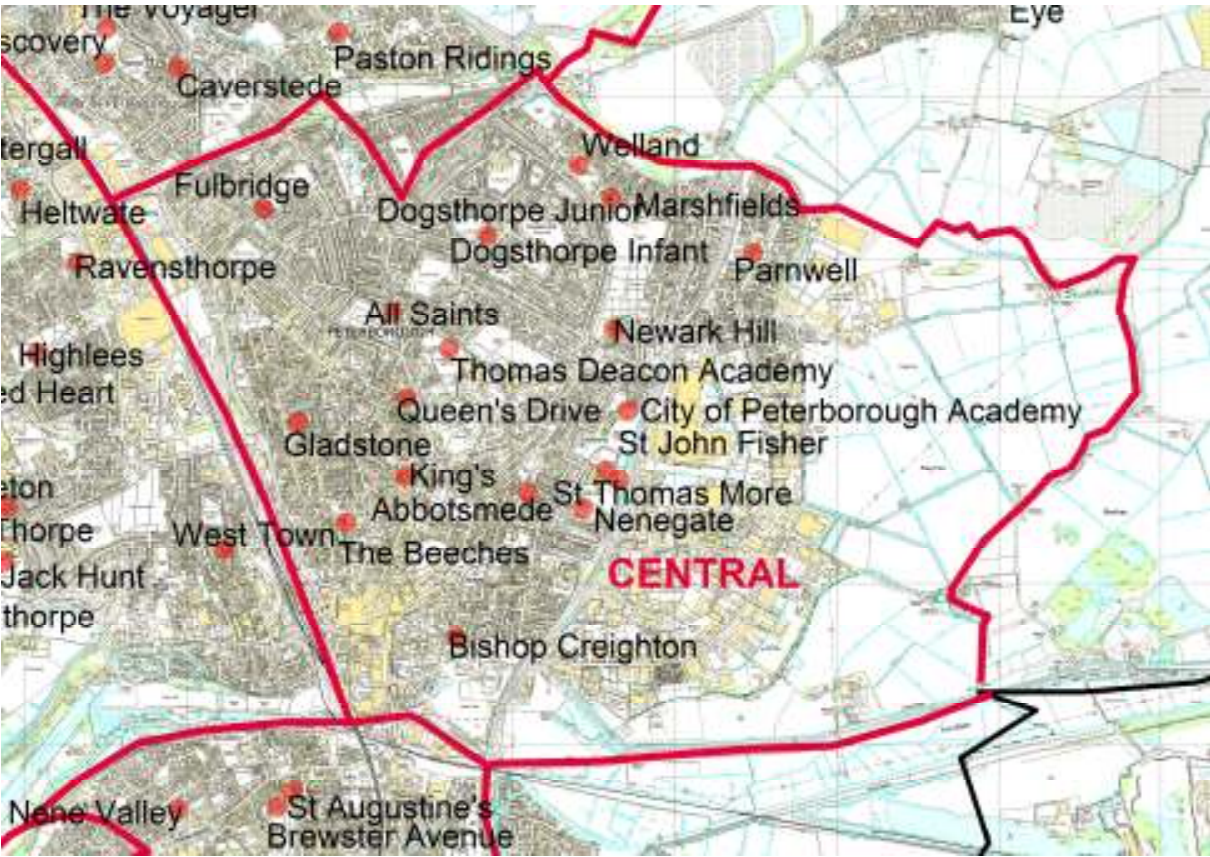 The Voyager
Eye
scovery
Paston Ridings
Caverstede
tergall
Welland
Fulbridge
Heltwate
Dogsthorpe Junior
Marshfields
Dogsthorpe Infant
Ravensthorpe
Parnwell
All Saints
PETERBOROUGH
Newark Hill
Highlees
Thomas Deacon Academy
ed Heart
Queen's Drive
City of Peterborough Academy
Gladstone
St John Fisher
King's
eton
St Thomas More
Abbotsmede
Nenegate
Thorpe
West Town
The Beeches
CENTRAL
Jack Hunt
thorpe
Bishop Creighton
Nene Valley
St Augustine's
Brewster Avenue